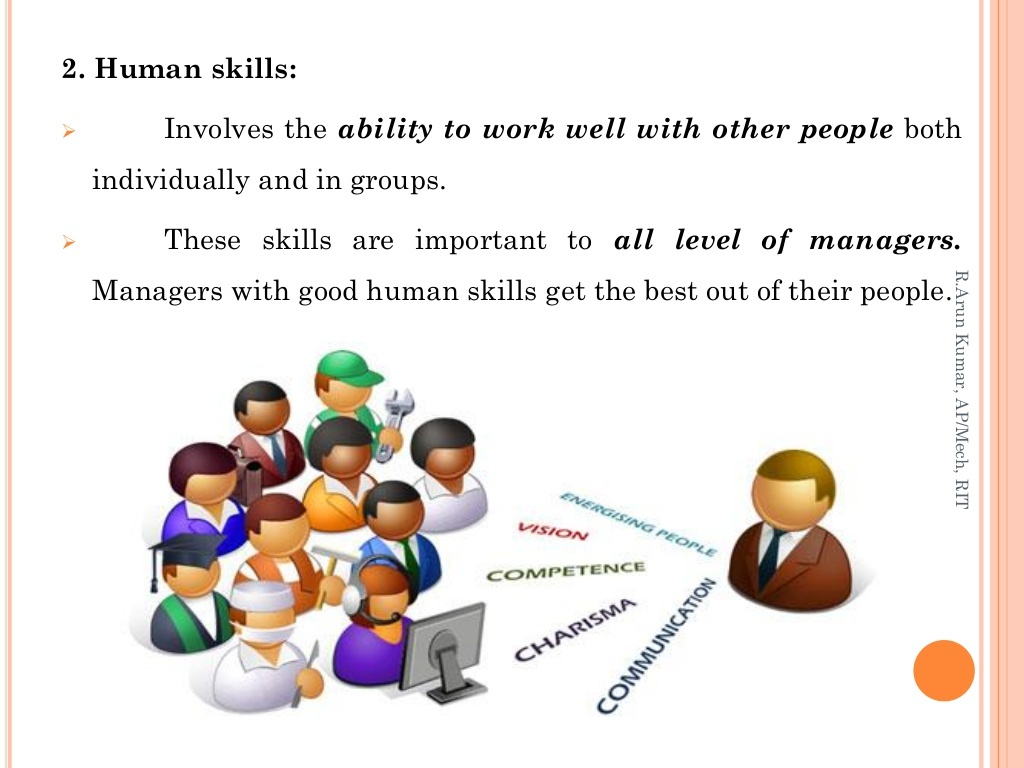 2. Human skills:
Involves the ability to work well with other people both
individually and in groups.
These skills are important to all level of managers.
Managers with good human skills get the best out of their people.
R.Arun Kumar, AP/Mech, RIT
ENERGISING PEOPLE
VISION
COMPETENCE
CHARISMA
COMMUNICATION